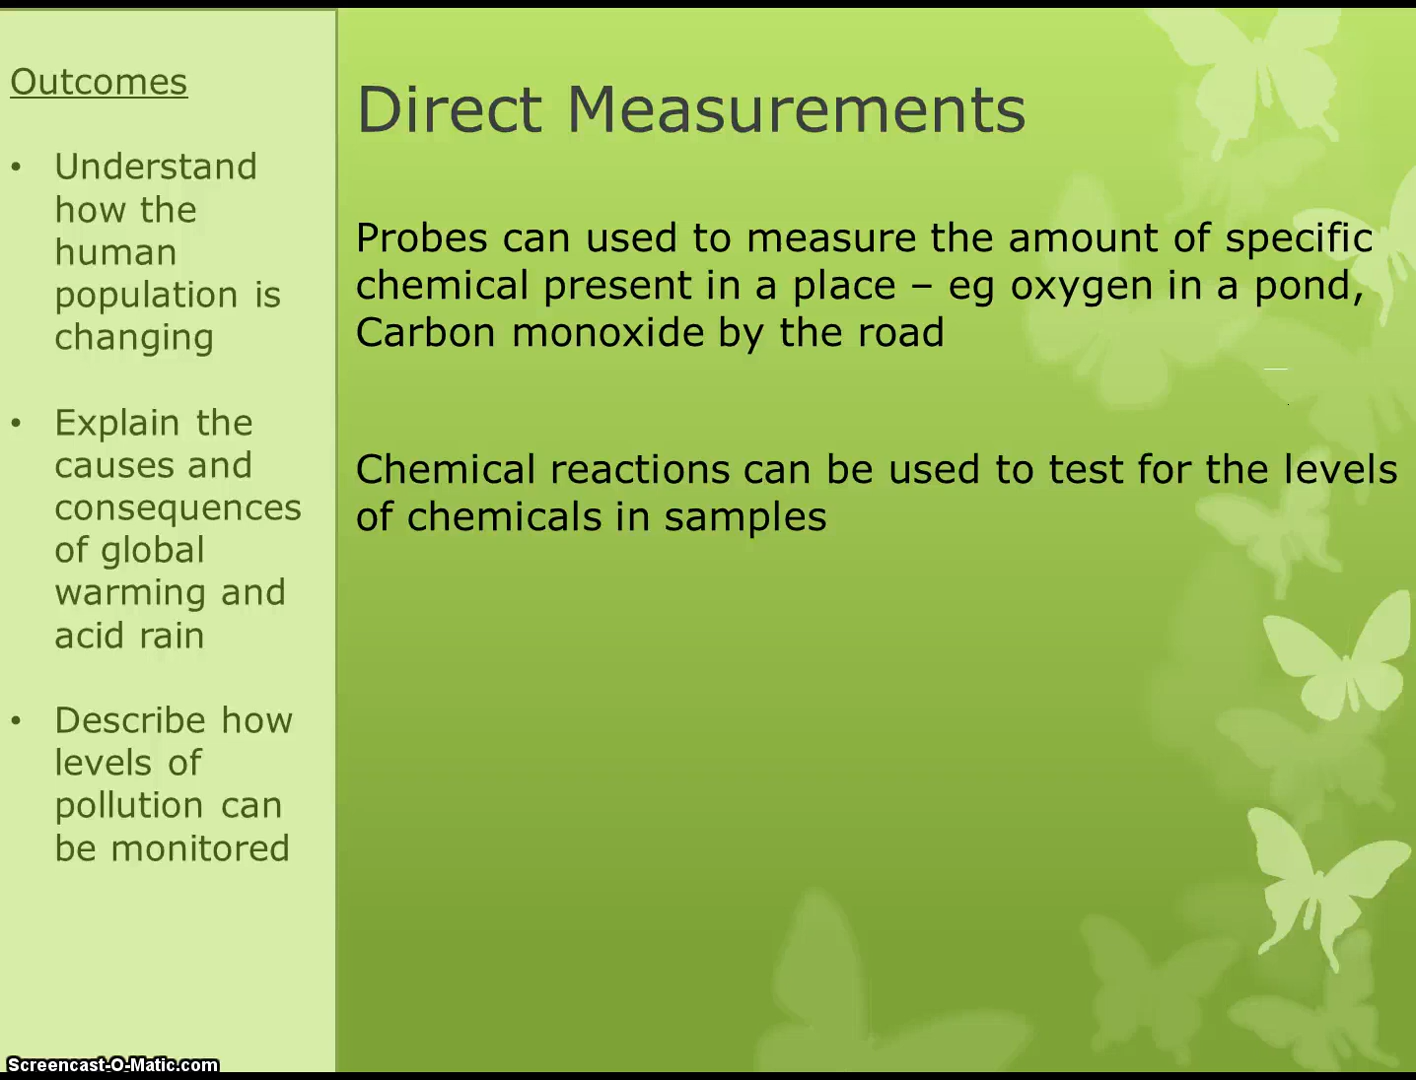 Outcomes
• Understand
how the
human
population is
changing
• Explain the
causes and
consequences
of global
warming and
acid rain
• Describe how
levels of
pollution can
be monitored
Direct Measurements
Probes can used to measure the amount of specific
chemical present in a place – eg oxygen in a pond,
Carbon monoxide by the road
Chemical reactions can be used to test for the levels
of chemicals in samples
Screencast-O-Matic.com